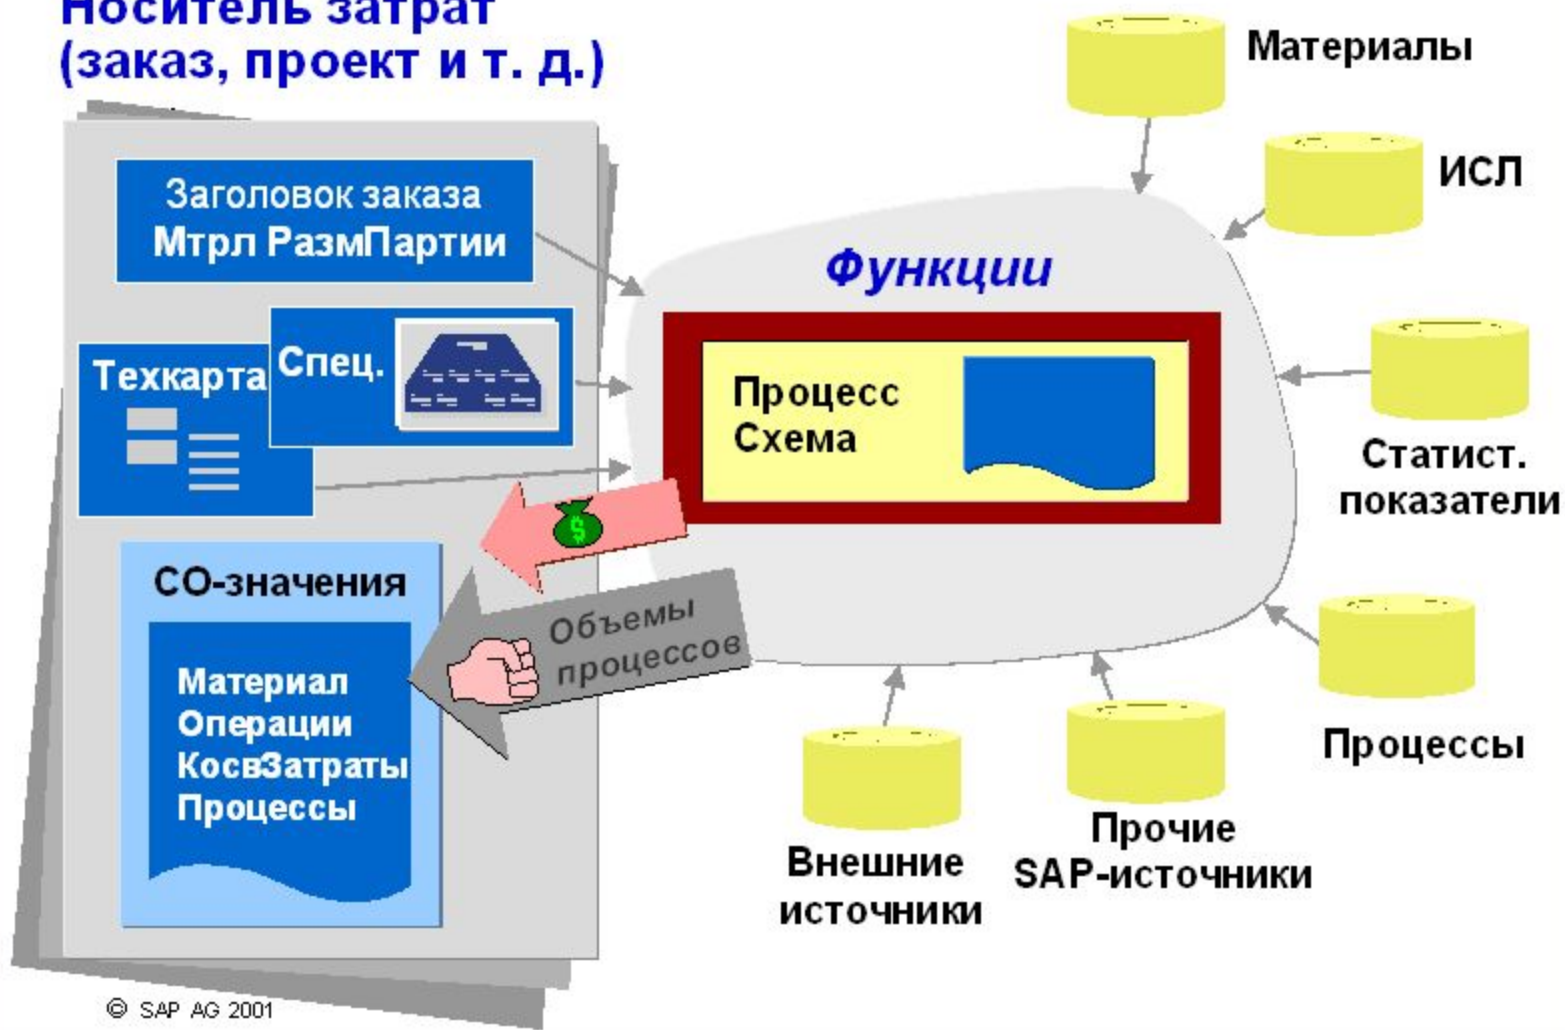 Носитель затрат
(заказ, проект и т. д.)
Заголовок заказа
Мтрл РазмПартии
Техкарта
Спец.
СО-значения
Материал
Операции
КосвЗатраты
Процессы
$
Объемы
процессов
Функции
Процесс
Схема
Материалы
ИСЛ
Статист.
показатели
Процессы
Прочие
SAP-источники
Внешние
источники
© SAP AG 2001